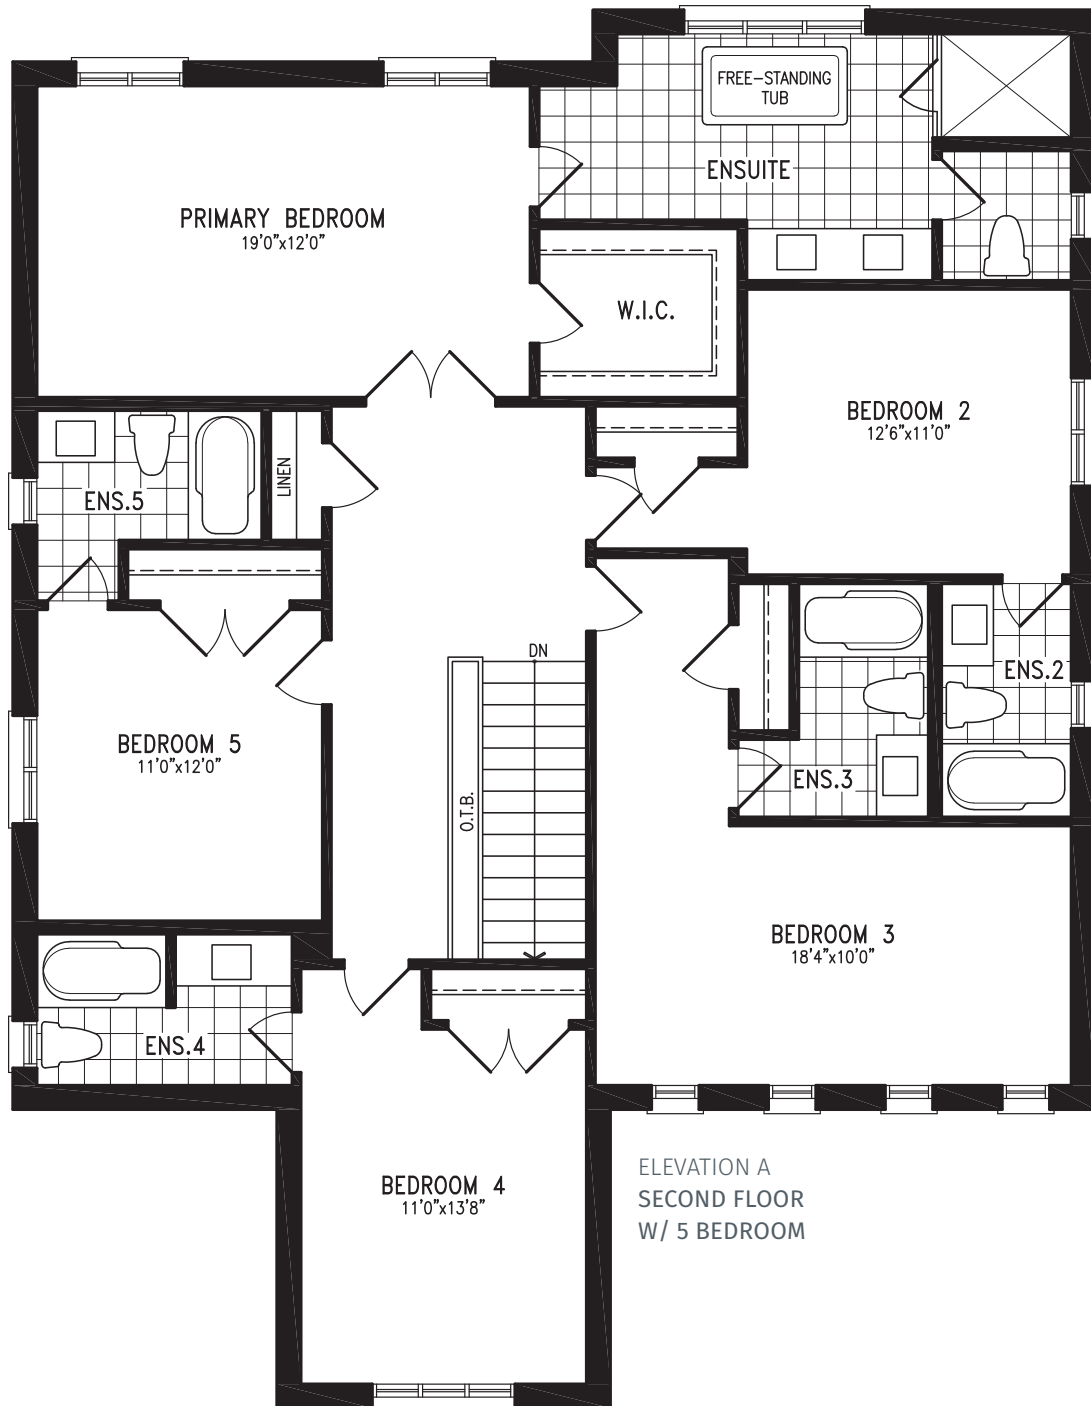 FREE-STANDING
TUB
ENSUITE
PRIMARY BEDROOM
19'0"x12'0"
W.I.C.
BEDROOM 2
12'6"x11'0"
LINEN
ENS.5
DN
ENS.2
BEDROOM 5
11'0"x12'0"
ENS.3
O.T.B.
BEDROOM 3
18'4"x10'0"
ENS.4
BEDROOM 4
11'0"x13'8"
ELEVATION A
SECOND FLOOR
W/ 5 BEDROOM